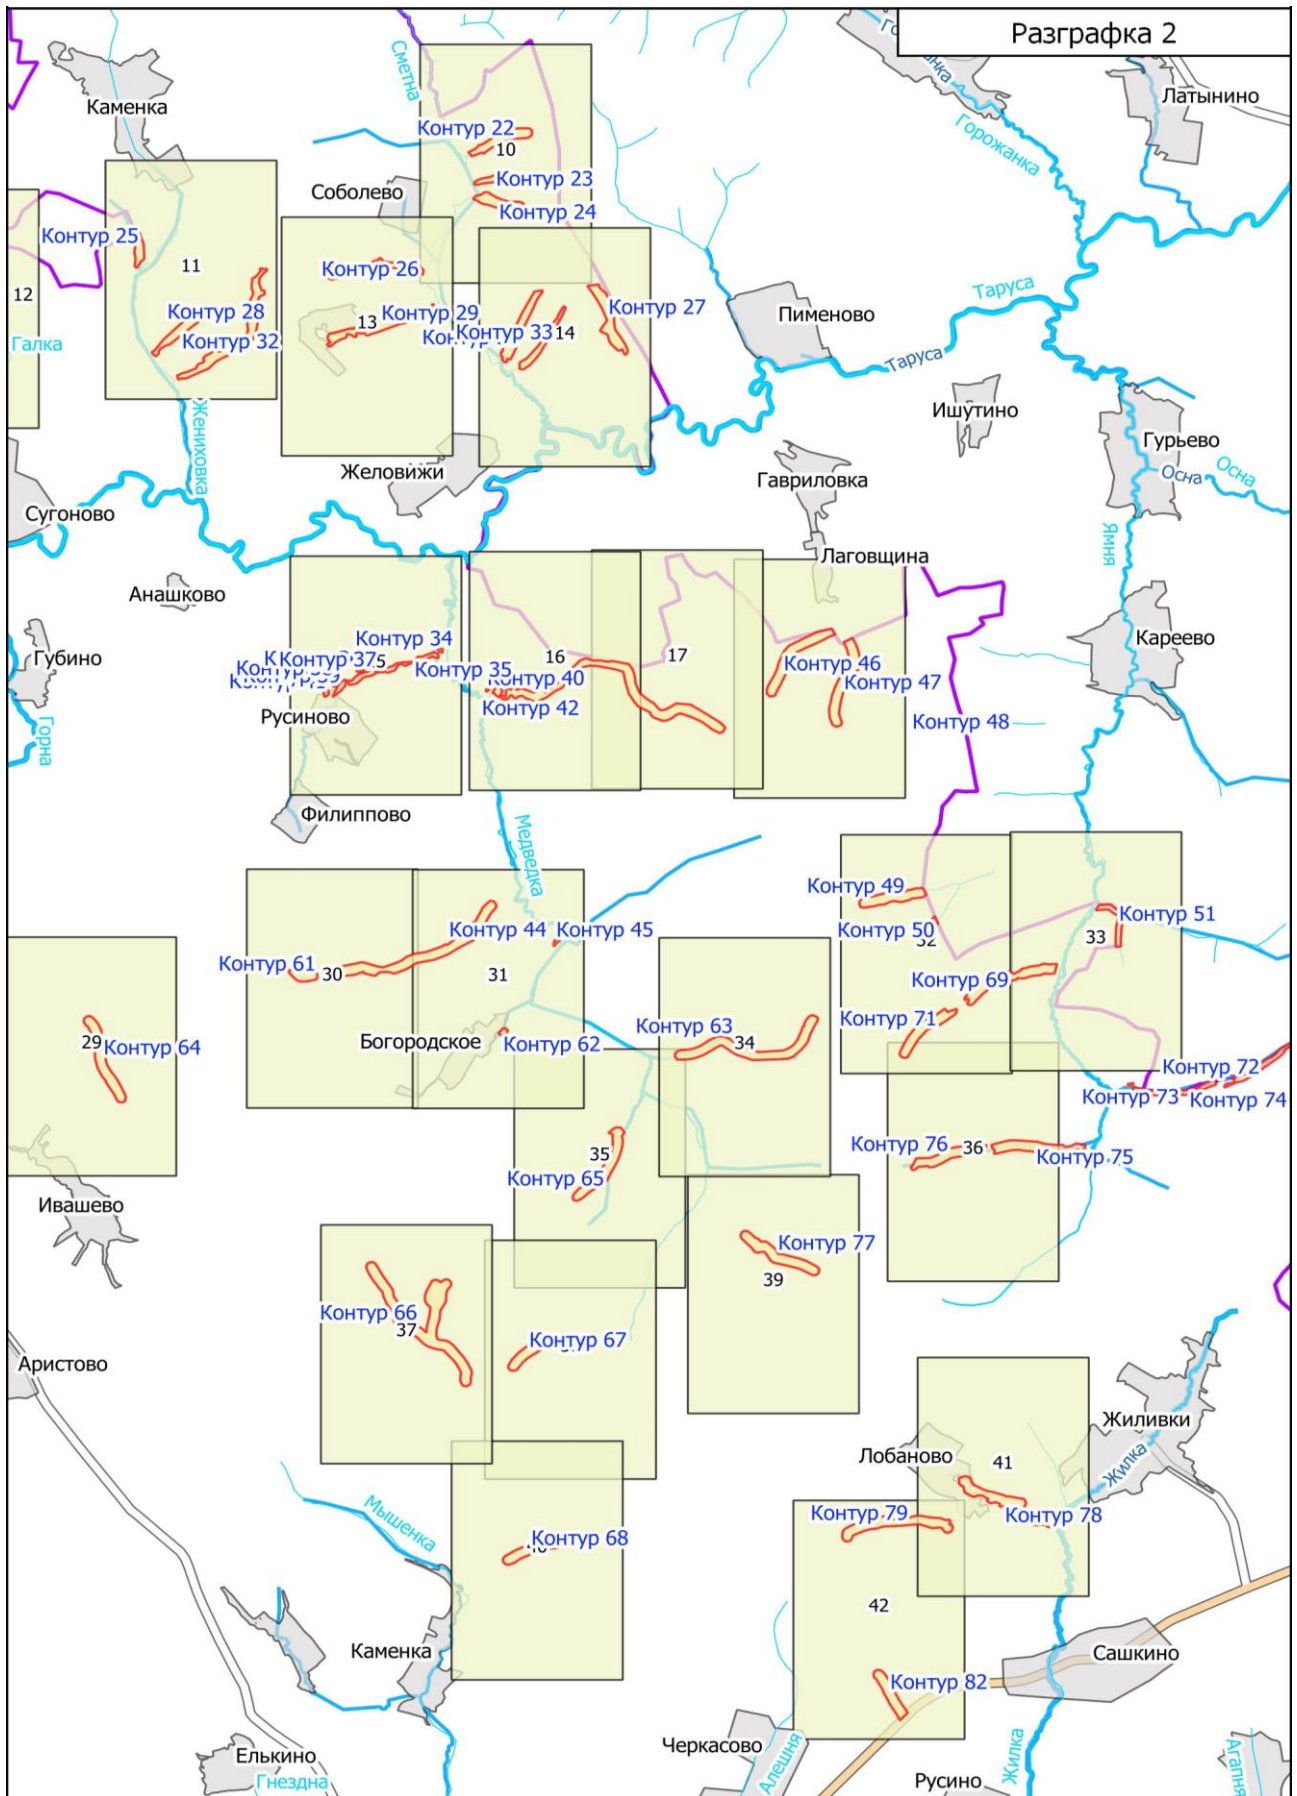 Разграфка 2
Каменка
Сметна
Горожанка
Латынино
Контур 22
10
Соболево
Контур 23
Контур 24
Контур 25
11
Контур 26
12
Таруса
Контур 27
Пименово
Контур 28
Контур 29
13
Контур 33
14
Галка
Контур 32
Таруса
Жениховка
Ишутино
Гурьево
Желовижи
Гавриловка
Осна
Осна
Сугоново
Ямня
Лаговщина
Анашково
Контур 34
Кареево
Губино
Контур 37
Контур 35
16
17
Контур 46
Контур 40
Контур 47
Контур 42
Русиново
Контур 48
Горна
Филиппово
Медведка
Контур 49
Контур 44
Контур 45
Контур 50
Контур 51
33
Контур 61
30
31
Контур 69
29
Контур 64
Богородское
Контур 62
Контур 63
34
Контур 71
Контур 72
Контур 73
Контур 74
35
Контур 76
36
Контур 75
Контур 65
Ивашево
Контур 77
39
Контур 66
37
Контур 67
Аристово
Жиливки
Лобаново
41
Жилка
Мышенка
Контур 79
Контур 78
Контур 68
42
Каменка
Сашкино
Контур 82
Черкасово
Елькино
Гнездна
Алешня
Русино
Жилка
Агапня